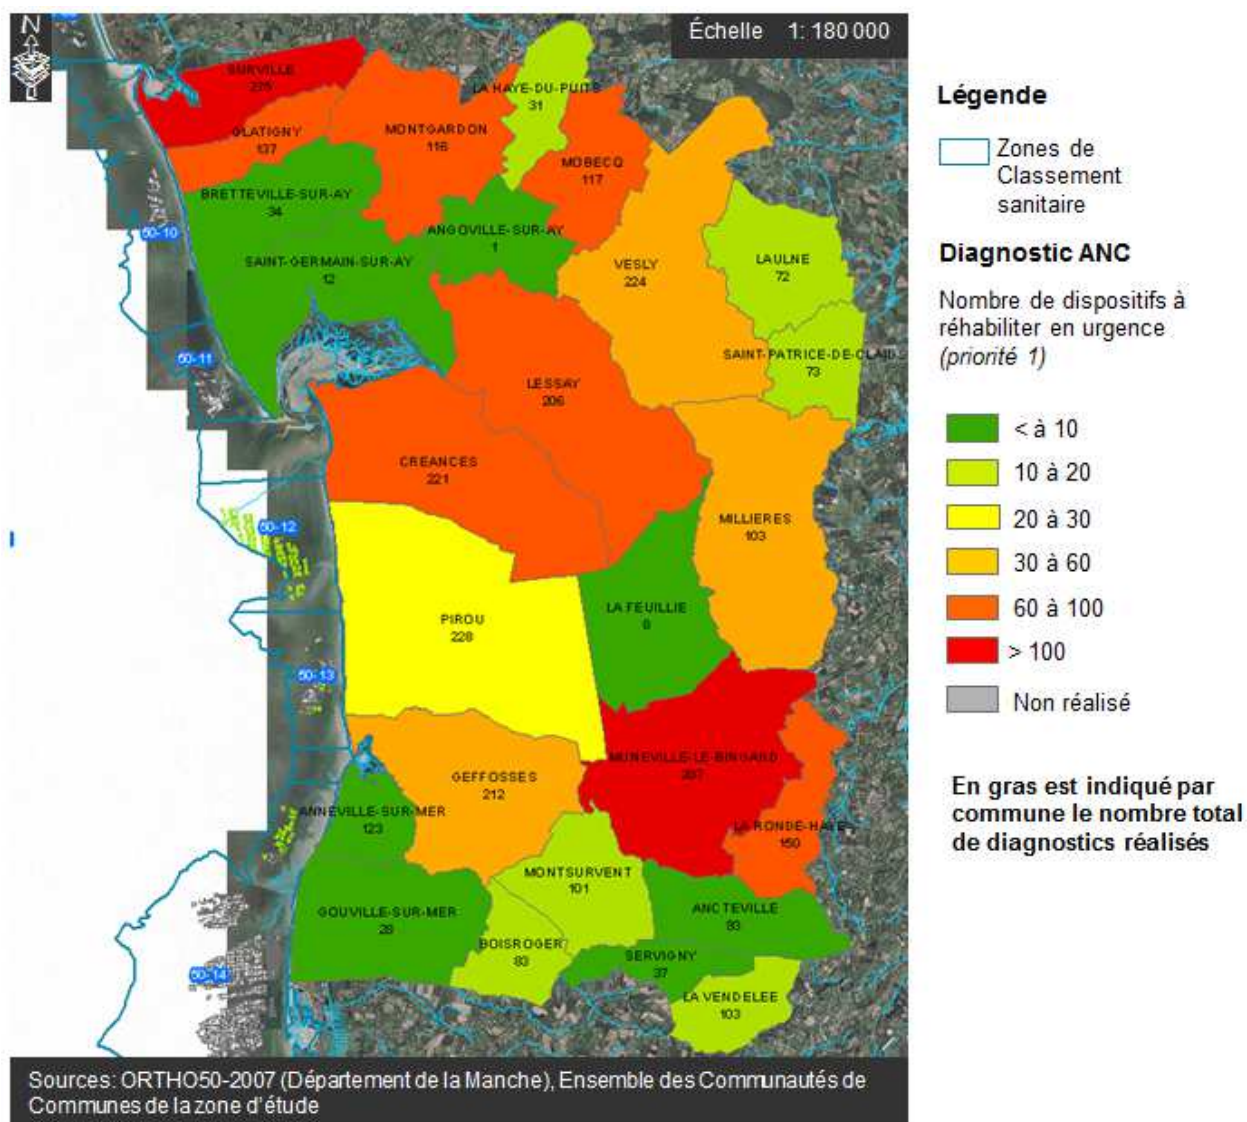 N
Échelle 1: 180 000
SURVILLE
GLATIGNY
137
MONTGARDON
116
LA HAYE-DU-PUITS
31
MOBECQ
117
BRETTEVILLE-SUR-AY
34
ANGOVILLE-SUR-AY
1
SAINT-GERMAIN-SUR-AY
12
VESLY
224
LAULNE
72
SAINT-PATRICE-DE-CLAIDS
73
LESSAY
206
CREANCES
221
MILLIERES
103
PIROU
228
LA FEUILLIE
MUNEVILLE-LE-BINGARD
GEFFOSSES
212
ANNEVILLE-SUR-MER
123
LA RONDE-HAYE
150
MONTSURVENT
101
GOUVILLE-SUR-MER
28
BOISROGER
83
ANCTEVILLE
83
SERVIGNY
37
LA VENDELEE
103
50-10
50-11
50-12
50-13
50-14
Sources: ORTHO50-2007 (Département de la Manche), Ensemble des Communautés de
Communes de la zone d'étude
Légende
Zones de
Classement
sanitaire
Diagnostic ANC
Nombre de dispositifs à
réhabiliter en urgence
(priorité 1)
< à 10
10 à 20
20 à 30
30 à 60
60 à 100
> 100
Non réalisé
En gras est indiqué par
commune le nombre total
de diagnostics réalisés